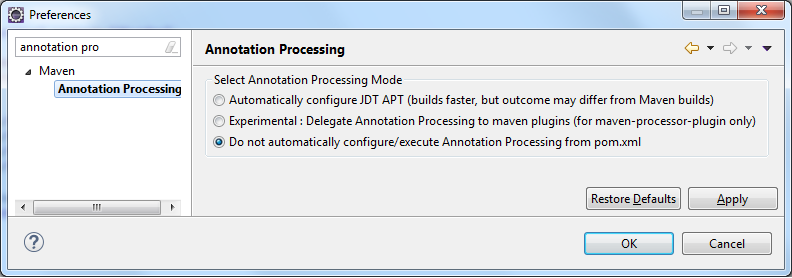 Preferences
annotation pro
Annotation Processing
Maven
Annotation Processing
Select Annotation Processing Mode
Automatically configure JDT APT (builds faster, but outcome may differ from Maven builds)
Experimental : Delegate Annotation Processing to maven plugins (for maven-processor-plugin only)
Do not automatically configure/execute Annotation Processing from pom.xml
Restore Defaults
Apply
OK
Cancel